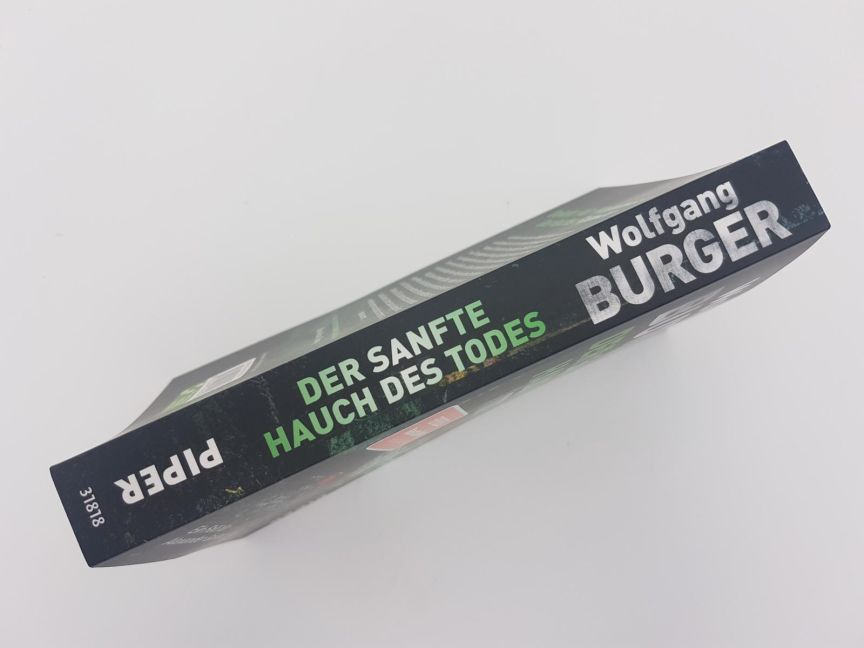 Wolfgang
BURGER
DER SANFTE
HAUCH DES TODES
PIPER
31818